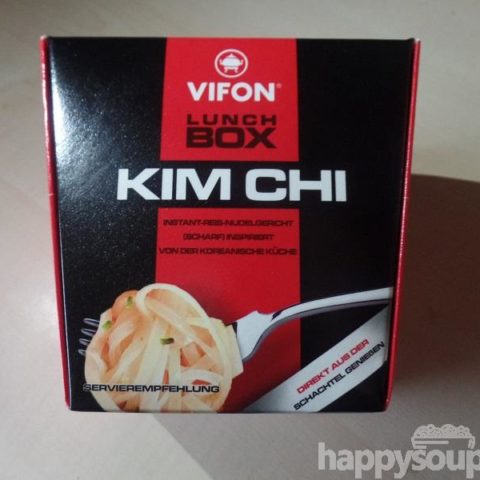 VIFON®
LUNCH
BOX
KIM CHI
INSTANT-REIS-NUDELGERICHT
(SCHARF) INSPIRIERT
VON DER KOREANISCHE KÜCHE
SERVIEREMPFEHLUNG
DIREKT AUS DER
SCHACHTEL GENIEßEN
happysoup